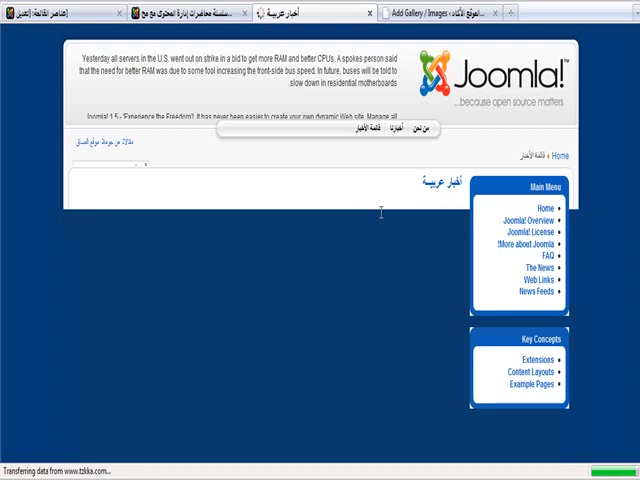 [عناصر القائمة: [تعديل
سلسلة محاضرات إدارة المحتوى مع مج...
أخبار عربيــة
Add Gallery / Images ‹ الموقع الأكاد...
Yesterday all servers in the U.S. went out on strike in a bid to get more RAM and better CPUs. A spokes person said
that the need for better RAM was due to some fool increasing the front-side bus speed. In future, buses will be told to
.slow down in residential motherboards
Joomla! 1.5 - 'Experience the Freedom!'. It has never been easier to create your own dynamic Web site. Manage all
Joomla!™
...because open source matters
من نحن
أخبارنا
قائمة الأخبار
Home
قائمة الأخبار
أخبار عربيــة
Main Menu
Home
Joomla! Overview
Joomla! License
!More about Joomla
FAQ
The News
Web Links
News Feeds
Key Concepts
Extensions
Content Layouts
Example Pages
Transferring data from www.tzkka.com...